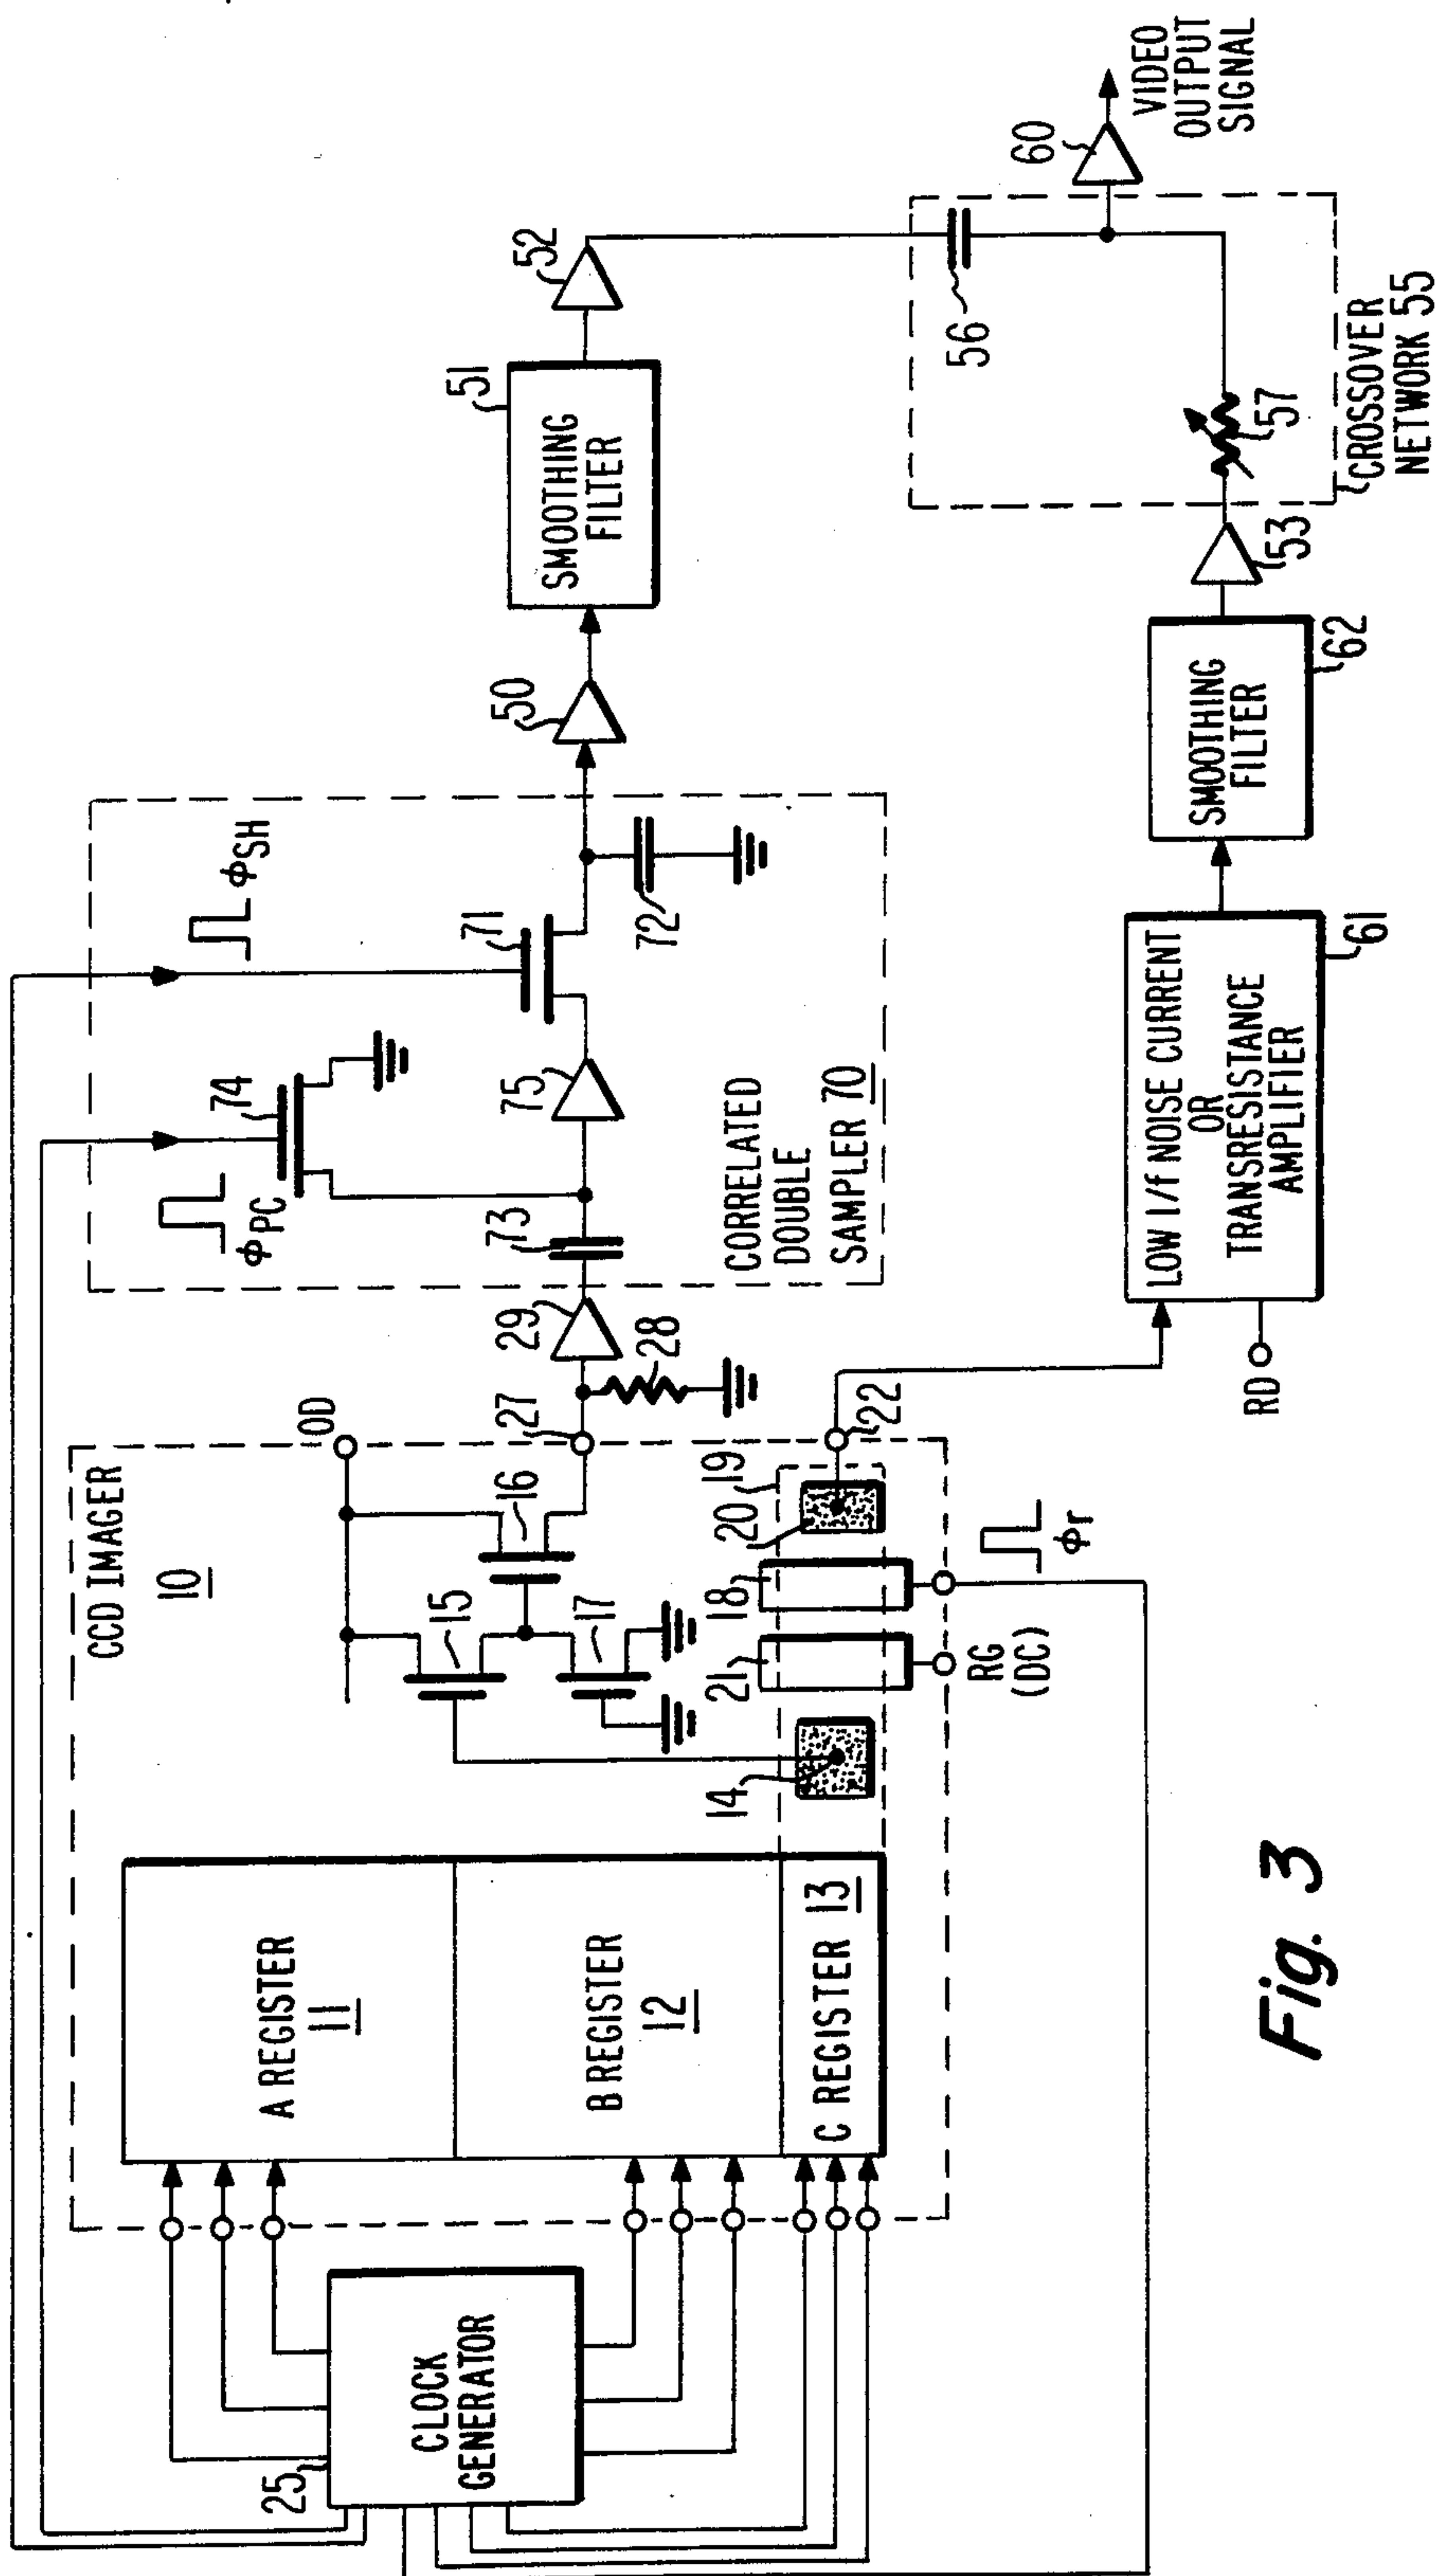 CCD IMAGER
10
A REGISTER
11
B REGISTER
12
C REGISTER 13
CLOCK
GENERATOR
25
14
15
16
17
18
19
20
21
22
RG
(DC)
ϕr
OD
27
28
29
ϕPC
ϕSH
73
74
75
71
72
CORRELATED
DOUBLE
SAMPLER 70
50
SMOOTHING
FILTER
51
52
LOW 1/f NOISE CURRENT
OR
TRANSRESISTANCE
AMPLIFIER
61
RD
SMOOTHING
FILTER
62
53
56
57
CROSSOVER
NETWORK 55
60
VIDEO
OUTPUT
SIGNAL
Fig. 3